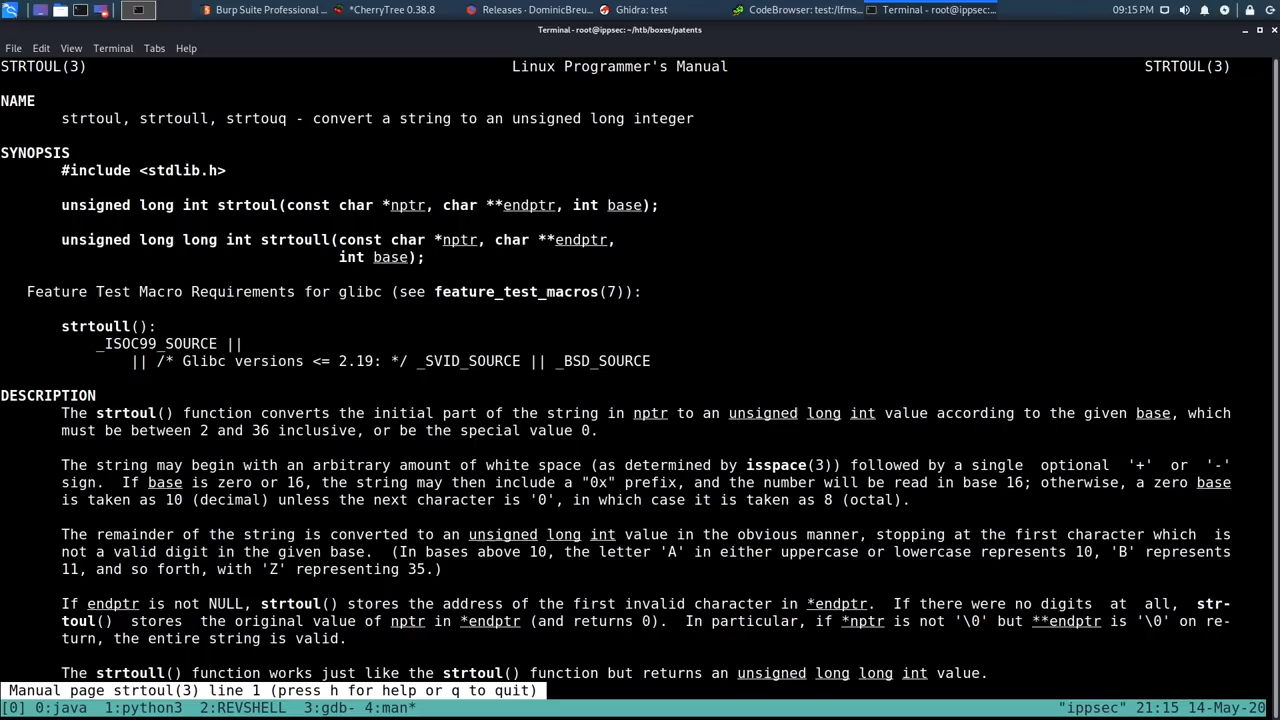 Burp Suite Professional ...
*CherryTree 0.38.8
Releases – DominicBreu...
Ghidra: test
CodeBrowser: test:/lfms...
Terminal - root@ippsec:...
09:15 PM
Terminal - root@ippsec: ~/htb/boxes/patents
File Edit View Terminal Tabs Help
STRTOUL(3) Linux Programmer's Manual STRTOUL(3)
NAME
strtoul, strtoull, strtouq - convert a string to an unsigned long integer
SYNOPSIS
#include <stdlib.h>
unsigned long int strtoul(const char *nptr, char **endptr, int base);
unsigned long long int strtoull(const char *nptr, char **endptr,
int base);
Feature Test Macro Requirements for glibc (see feature_test_macros(7)):
strtoull():
_ISOC99_SOURCE ||
|| /* Glibc versions <= 2.19: */ _SVID_SOURCE || _BSD_SOURCE
DESCRIPTION
The strtoul() function converts the initial part of the string in nptr to an unsigned long int value according to the given base, which
must be between 2 and 36 inclusive, or be the special value 0.
The string may begin with an arbitrary amount of white space (as determined by isspace(3)) followed by a single optional '+' or '-'
sign. If base is zero or 16, the string may then include a "0x" prefix, and the number will be read in base 16; otherwise, a zero base
is taken as 10 (decimal) unless the next character is '0', in which case it is taken as 8 (octal).
The remainder of the string is converted to an unsigned long int value in the obvious manner, stopping at the first character which is
not a valid digit in the given base. (In bases above 10, the letter 'A' in either uppercase or lowercase represents 10, 'B' represents
11, and so forth, with 'Z' representing 35.)
If endptr is not NULL, strtoul() stores the address of the first invalid character in *endptr. If there were no digits at all, str-
toul() stores the original value of nptr in *endptr (and returns 0). In particular, if *nptr is not '\0' but **endptr is '\0' on re-
turn, the entire string is valid.
The strtoull() function works just like the strtoul() function but returns an unsigned long long int value.
Manual page strtoul(3) line 1 (press h for help or q to quit)
[0] 0:java 1:python3 2:REVSHELL 3:gdb- 4:man* "ippsec" 21:15 14-May-20